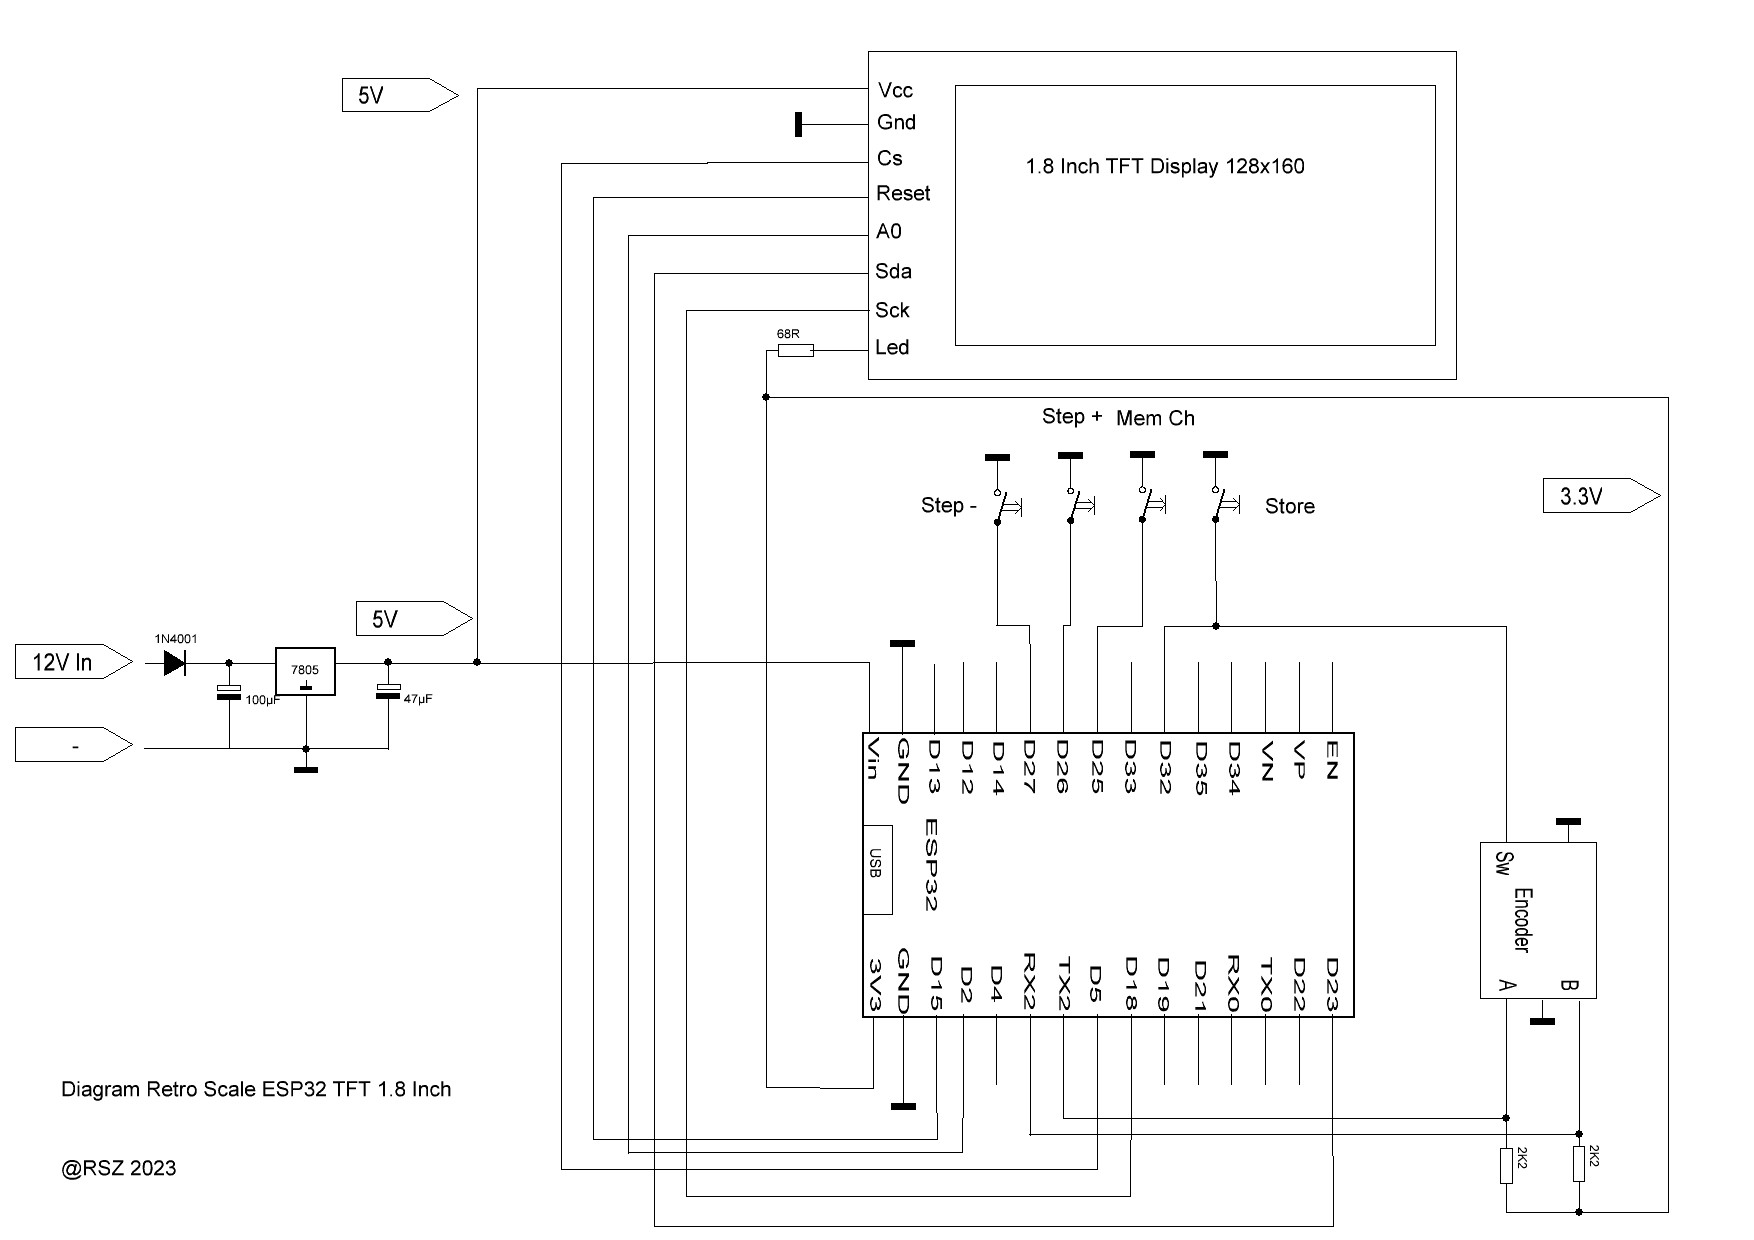 5V
Vcc
Gnd
Cs
Reset
A0
Sda
Sck
Led
1.8 Inch TFT Display 128x160
68R
Step + Mem Ch
Step -
Store
3.3V
5V
12V In
1N4001
7805
100µF
47µF
-
Vin GND D13 D12 D14 D27 D26 D25 D33 D32 D35 D34 VN VP EN
USB
ESP32
3V3 GND D15 D2 D4 RX2 TX2 D5 D18 D19 D21 RX0 TX0 D22 D23
Sw
Encoder
A B
2K2
2K2
Diagram Retro Scale ESP32 TFT 1.8 Inch
@RSZ 2023